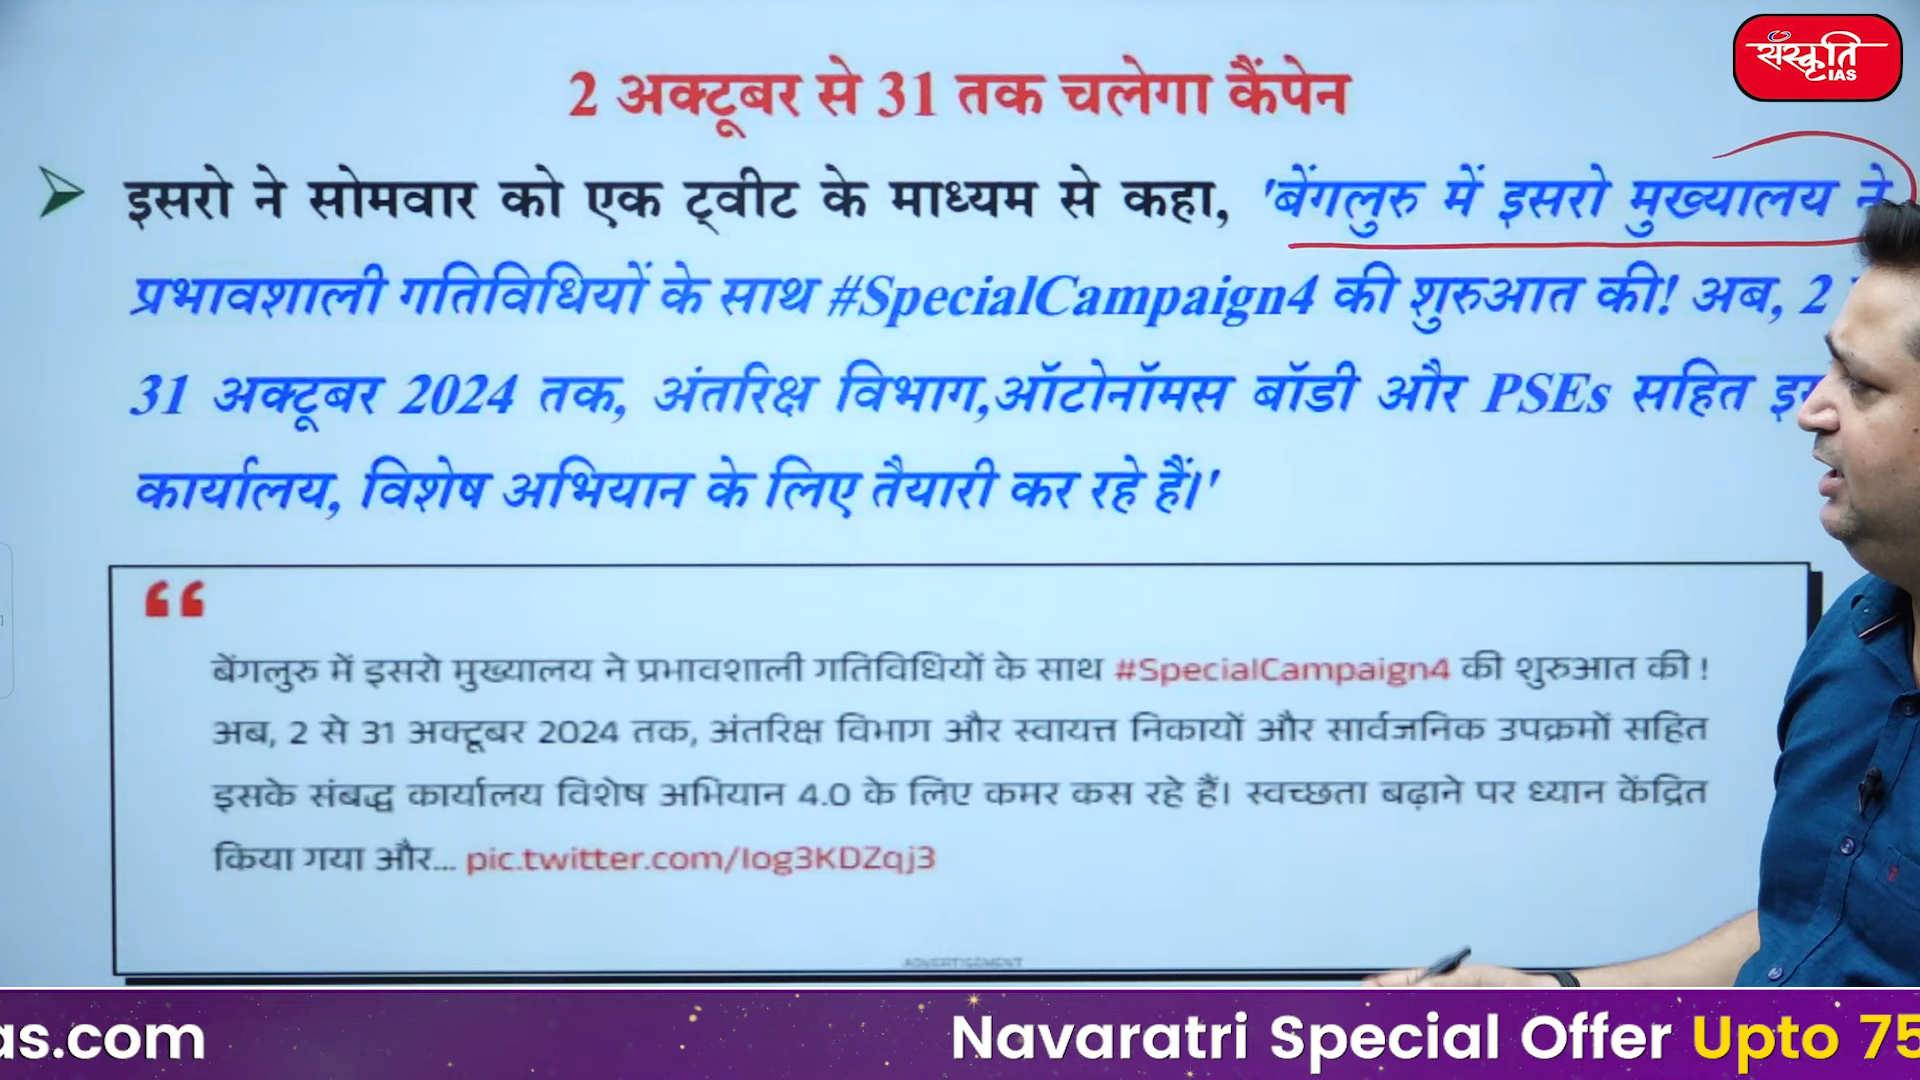 संस्कृति
IAS
2 अक्टूबर से 31 तक चलेगा कैंपेन
इसरो ने सोमवार को एक ट्वीट के माध्यम से कहा, 'बेंगलुरु में इसरो मुख्यालय ने
प्रभावशाली गतिविधियों के साथ #SpecialCampaign4 की शुरुआत की! अब, 2
31 अक्टूबर 2024 तक, अंतरिक्ष विभाग,ऑटोनॉमस बॉडी और PSEs सहित
कार्यालय, विशेष अभियान के लिए तैयारी कर रहे हैं।'
“
बेंगलुरु में इसरो मुख्यालय ने प्रभावशाली गतिविधियों के साथ #SpecialCampaign4 की शुरुआत की !
अब, 2 से 31 अक्टूबर 2024 तक, अंतरिक्ष विभाग और स्वायत्त निकायों और सार्वजनिक उपक्रमों सहित
इसके संबद्ध कार्यालय विशेष अभियान 4.0 के लिए कमर कस रहे हैं। स्वच्छता बढ़ाने पर ध्यान केंद्रित
किया गया और... pic.twitter.com/Iog3KDZqj3
ADVERTISEMENT
as.com Navaratri Special Offer Upto 75